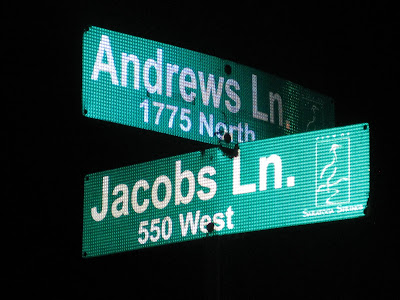 Andrews Ln.
1775 North
Jacobs Ln.
550 West
Saratoga Springs